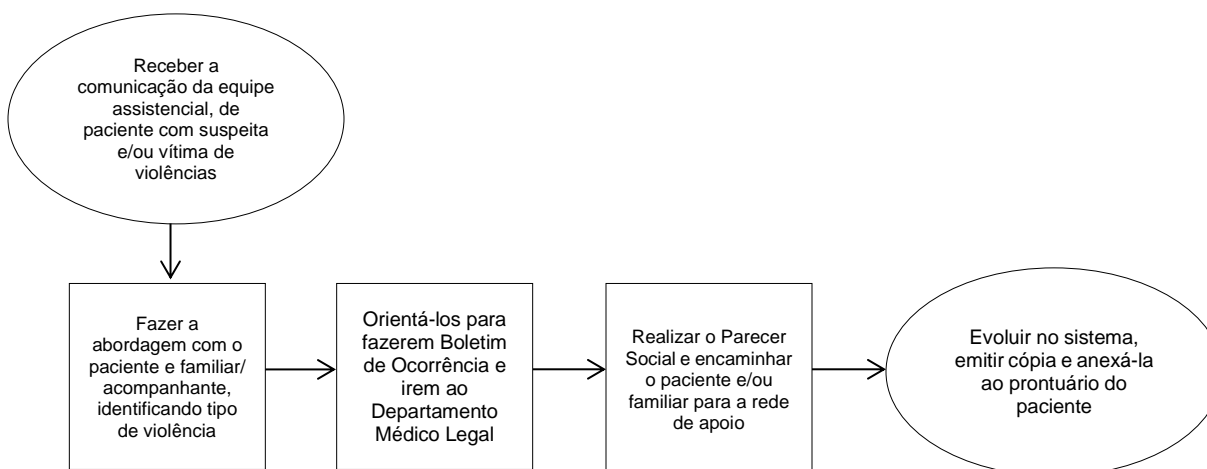 Receber a
comunicação da equipe
assistencial, de
paciente com suspeita
e/ou vítima de
violências
Fazer a
abordagem com o
paciente e familiar/
acompanhante,
identificando tipo
de violência
Orientá-los para
fazerem Boletim
de Ocorrência e
irem ao
Departamento
Médico Legal
Realizar o Parecer
Social e encaminhar
o paciente e/ou
familiar para a rede
de apoio
Evoluir no sistema,
emitir cópia e anexá-la
ao prontuário do
paciente